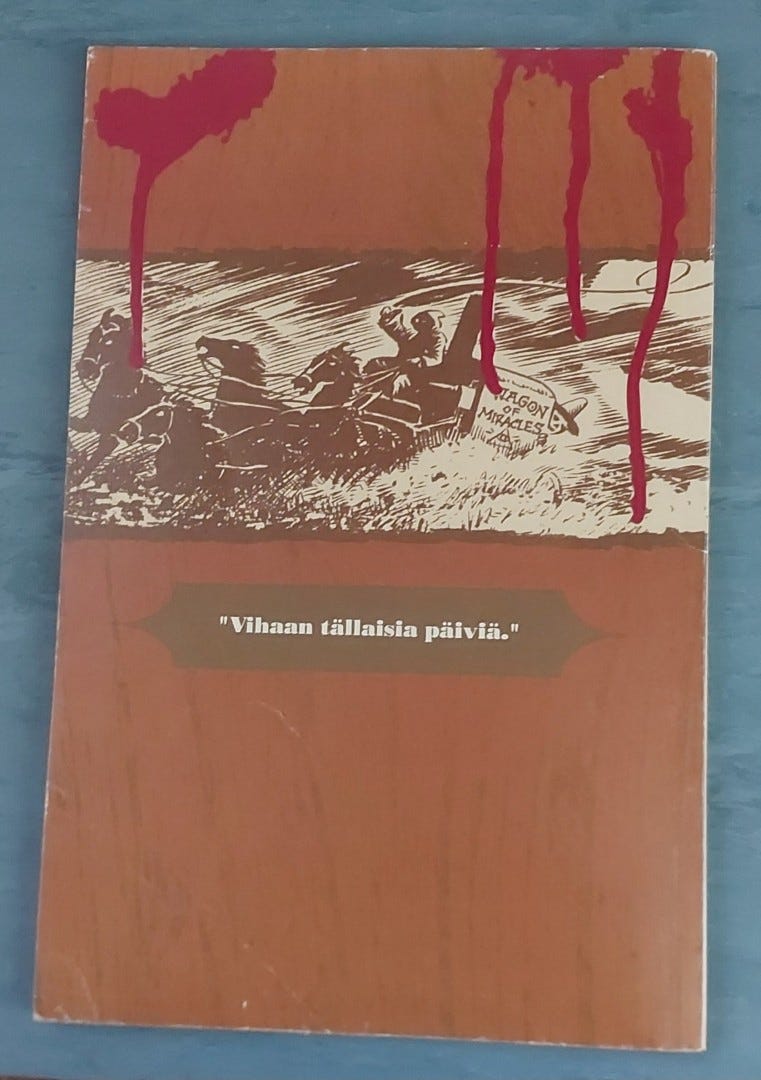 WAGON
OF
MIRACLES
"Vihaan tällaisia päiviä."